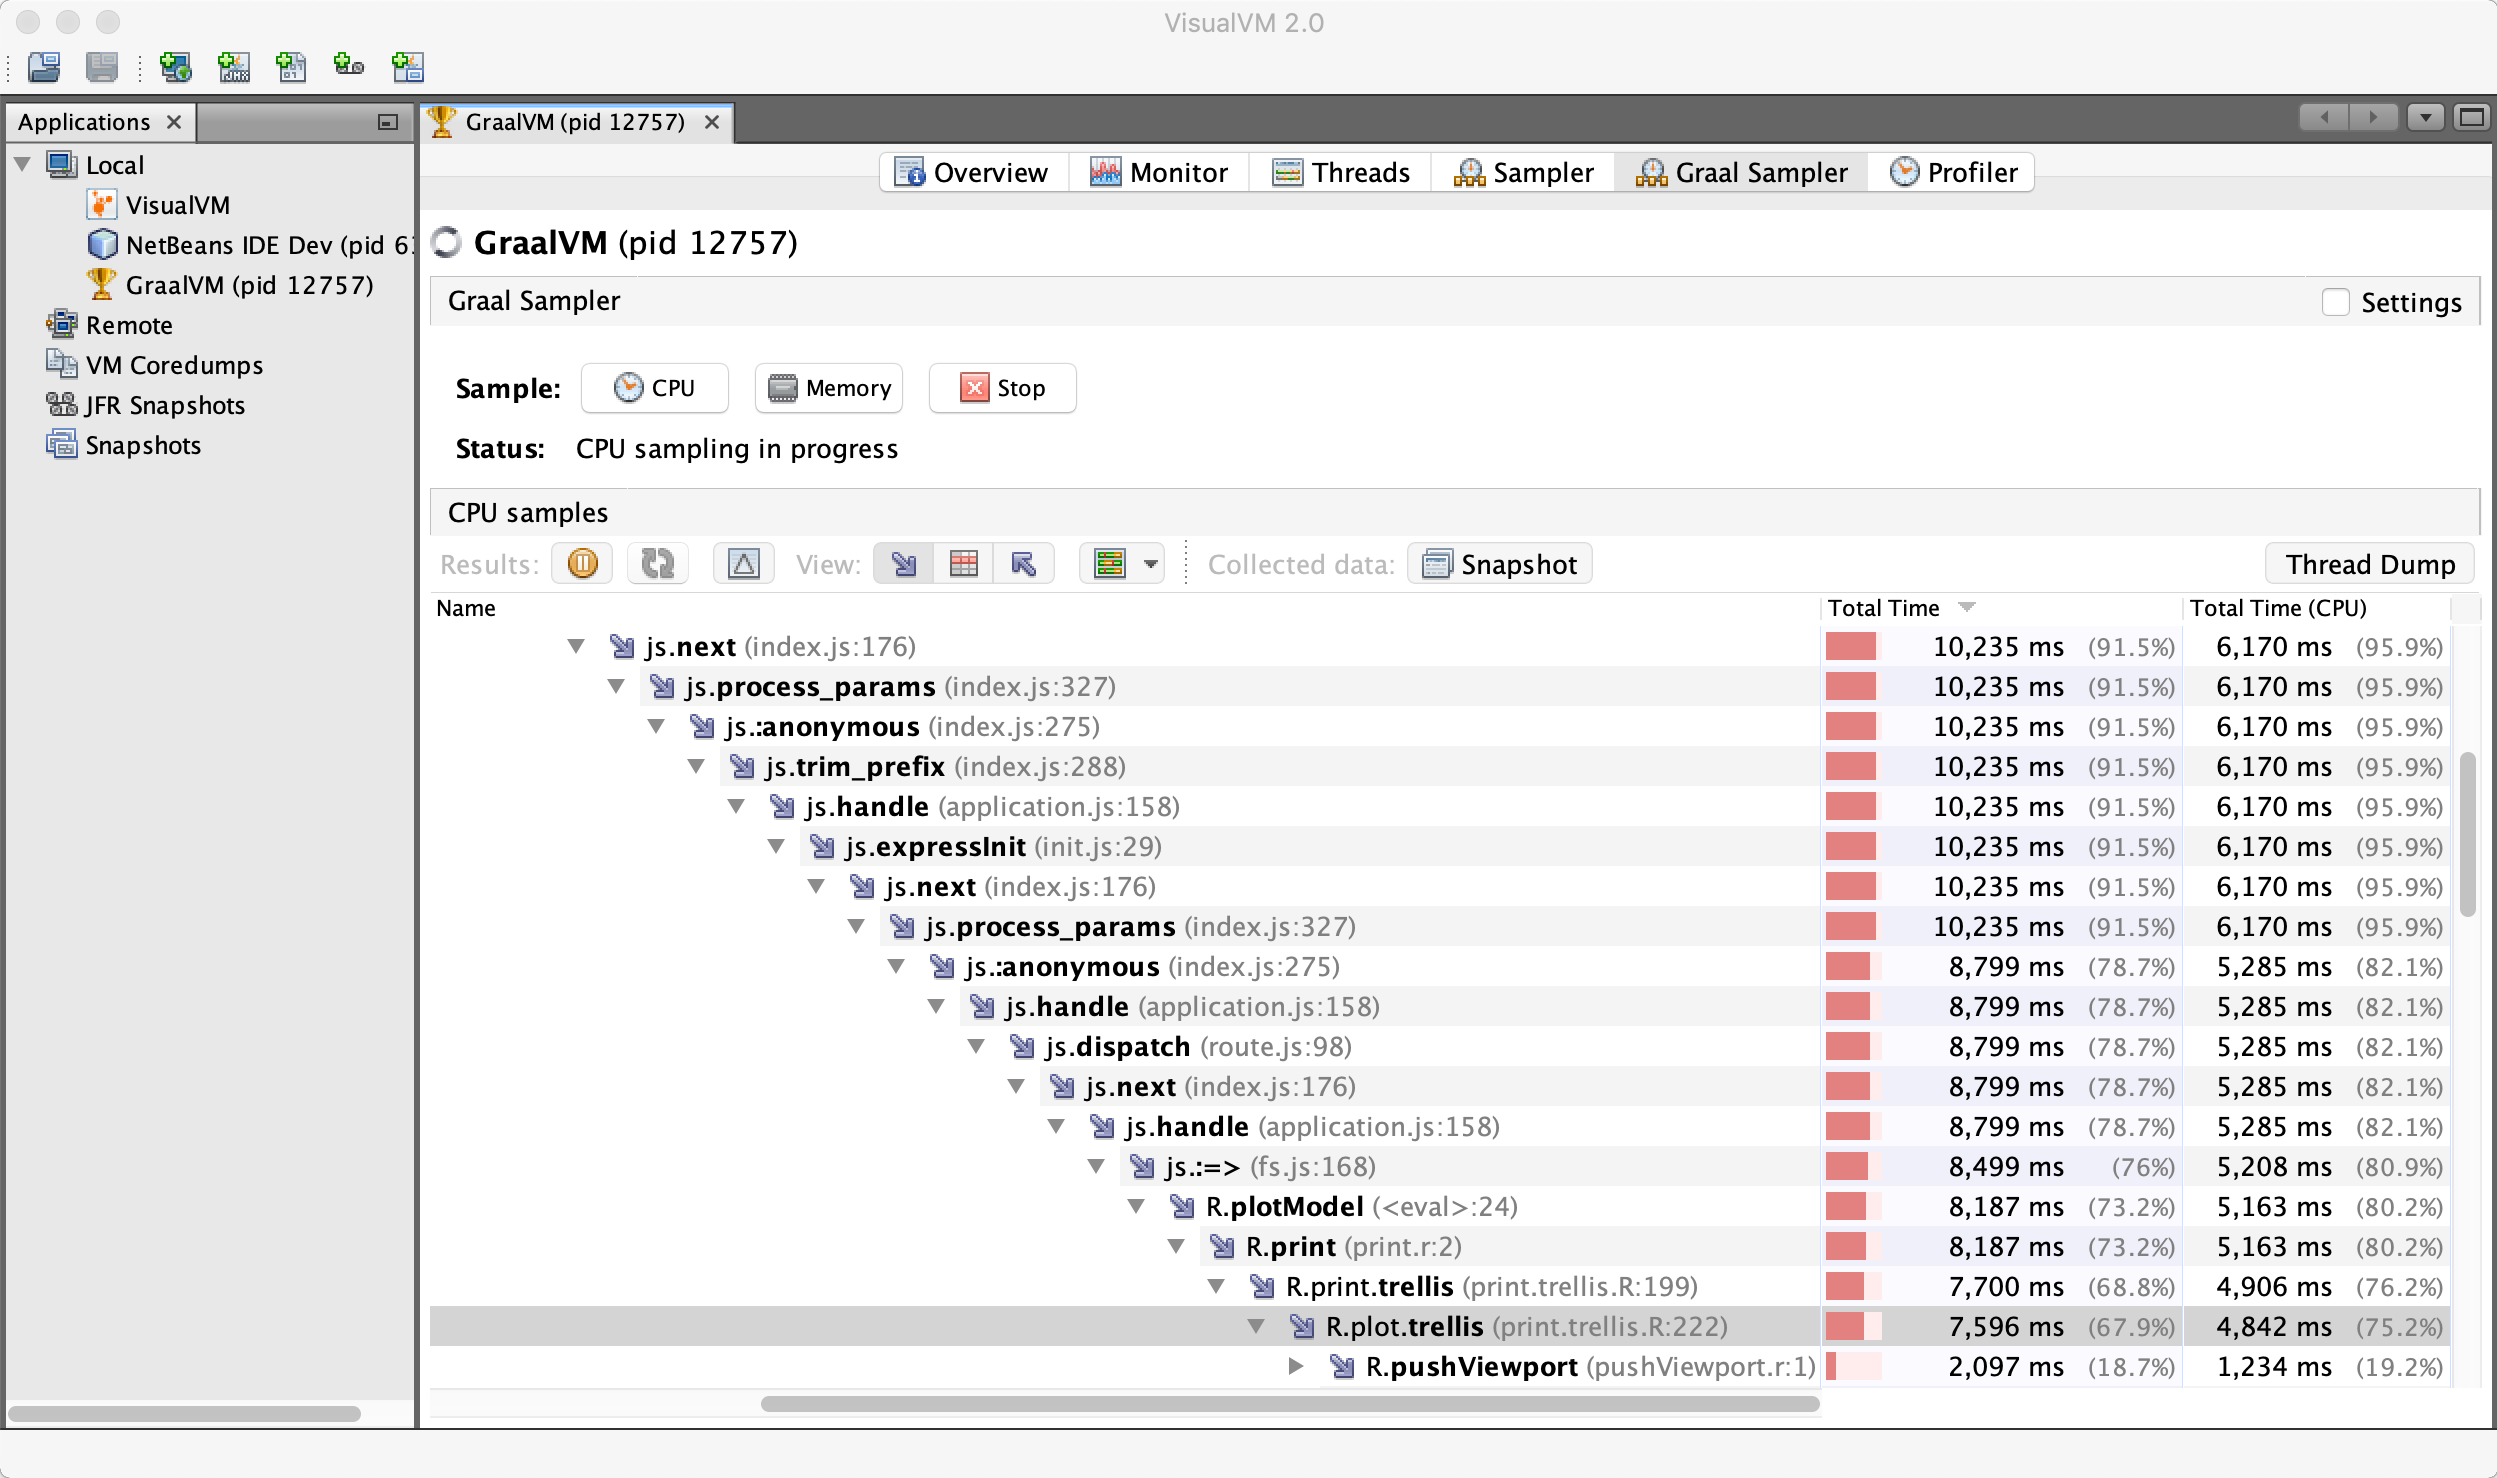 VisualVM 2.0
Applications
GraalVM (pid 12757)
Local
VisualVM
NetBeans IDE Dev (pid 6
GraalVM (pid 12757)
Remote
VM Coredumps
JFR Snapshots
Snapshots
Overview
Monitor
Threads
Sampler
Graal Sampler
Profiler
GraalVM (pid 12757)
Graal Sampler
Settings
Sample:
CPU
Memory
Stop
Status: CPU sampling in progress
CPU samples
Results:
View:
Collected data:
Snapshot
Thread Dump
Name Total Time Total Time (CPU)
js.next (index.js:176) 10,235 ms (91.5%) 6,170 ms (95.9%)
js.process_params (index.js:327) 10,235 ms (91.5%) 6,170 ms (95.9%)
js.:anonymous (index.js:275) 10,235 ms (91.5%) 6,170 ms (95.9%)
js.trim_prefix (index.js:288) 10,235 ms (91.5%) 6,170 ms (95.9%)
js.handle (application.js:158) 10,235 ms (91.5%) 6,170 ms (95.9%)
js.expressInit (init.js:29) 10,235 ms (91.5%) 6,170 ms (95.9%)
js.next (index.js:176) 10,235 ms (91.5%) 6,170 ms (95.9%)
js.process_params (index.js:327) 10,235 ms (91.5%) 6,170 ms (95.9%)
js.:anonymous (index.js:275) 8,799 ms (78.7%) 5,285 ms (82.1%)
js.handle (application.js:158) 8,799 ms (78.7%) 5,285 ms (82.1%)
js.dispatch (route.js:98) 8,799 ms (78.7%) 5,285 ms (82.1%)
js.next (index.js:176) 8,799 ms (78.7%) 5,285 ms (82.1%)
js.handle (application.js:158) 8,799 ms (78.7%) 5,285 ms (82.1%)
js.:=> (fs.js:168) 8,499 ms (76%) 5,208 ms (80.9%)
R.plotModel (<eval>:24) 8,187 ms (73.2%) 5,163 ms (80.2%)
R.print (print.r:2) 8,187 ms (73.2%) 5,163 ms (80.2%)
R.print.trellis (print.trellis.R:199) 7,700 ms (68.8%) 4,906 ms (76.2%)
R.plot.trellis (print.trellis.R:222) 7,596 ms (67.9%) 4,842 ms (75.2%)
R.pushViewport (pushViewport.r:1) 2,097 ms (18.7%) 1,234 ms (19.2%)